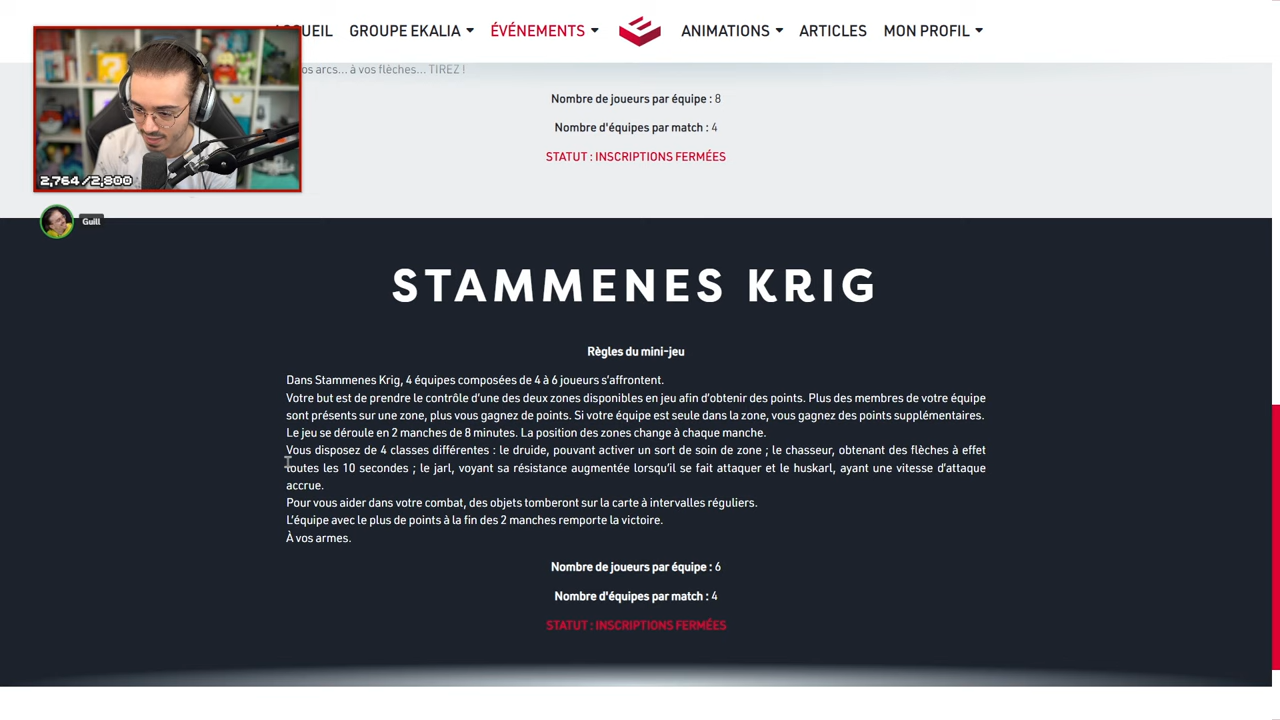 ACCUEIL GROUPE EKALIA ÉVÉNEMENTS ANIMATIONS ARTICLES MON PROFIL
arcs... à vos flèches... TIREZ !
Nombre de joueurs par équipe : 8
Nombre d'équipes par match : 4
STATUT : INSCRIPTIONS FERMÉES
2,764/2,800
Guill
STAMMENES KRIG
Règles du mini-jeu
Dans Stammenes Krig, 4 équipes composées de 4 à 6 joueurs s'affrontent.
Votre but est de prendre le contrôle d'une des deux zones disponibles en jeu afin d'obtenir des points. Plus des membres de votre équipe
sont présents sur une zone, plus vous gagnez de points. Si votre équipe est seule dans la zone, vous gagnez des points supplémentaires.
Le jeu se déroule en 2 manches de 8 minutes. La position des zones change à chaque manche.
Vous disposez de 4 classes différentes : le druide, pouvant activer un sort de soin de zone ; le chasseur, obtenant des flèches à effet
toutes les 10 secondes ; le jarl, voyant sa résistance augmentée lorsqu'il se fait attaquer et le huskarl, ayant une vitesse d'attaque
accrue.
Pour vous aider dans votre combat, des objets tomberont sur la carte à intervalles réguliers.
L'équipe avec le plus de points à la fin des 2 manches remporte la victoire.
À vos armes.
Nombre de joueurs par équipe : 6
Nombre d'équipes par match : 4
STATUT : INSCRIPTIONS FERMÉES